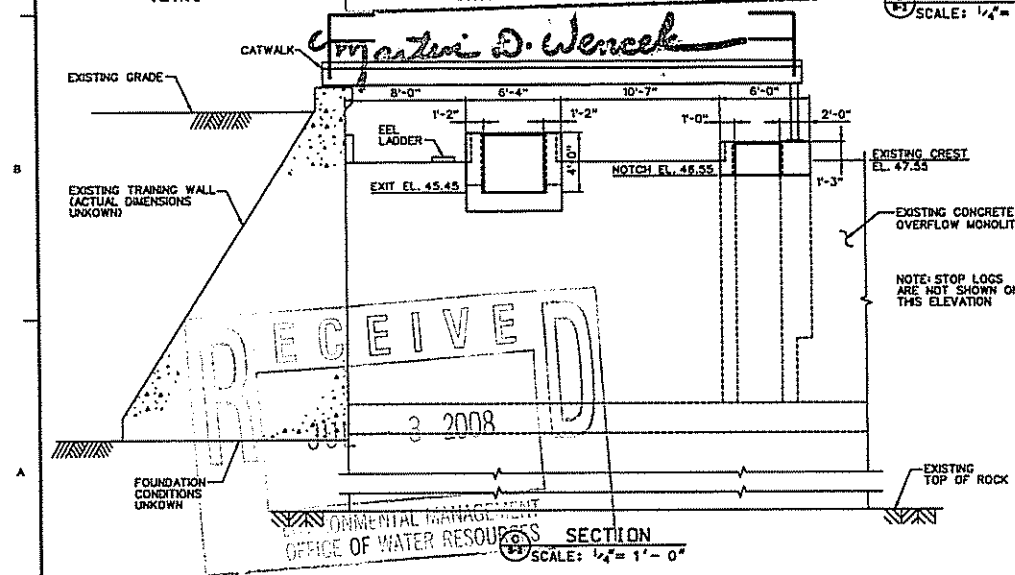 SCALE: 1/4"=
Martin D. Wencek
CATWALK
EXISTING GRADE
8'-0"
6'-4"
10'-7"
6'-0"
1'-2"
1'-2"
1'-0"
2'-0"
EEL
LADDER
4'-0"
EXIT EL. 45.45
NOTCH EL. 46.55
EXISTING CREST
EL. 47.55
1'-3"
EXISTING TRAINING WALL
(ACTUAL DIMENSIONS
UNKOWN)
EXISTING CONCRETE
OVERFLOW MONOLIT
NOTE: STOP LOGS
ARE NOT SHOWN
THIS ELEVATION
B
RECEIVED
3 2008
A
FOUNDATION
CONDITIONS
UNKOWN
EXISTING
TOP OF ROCK
ONMENTAL MANAGEMENT
OFFICE OF WATER RESOURCES
SECTION
SCALE: 1/4"= 1'-0"